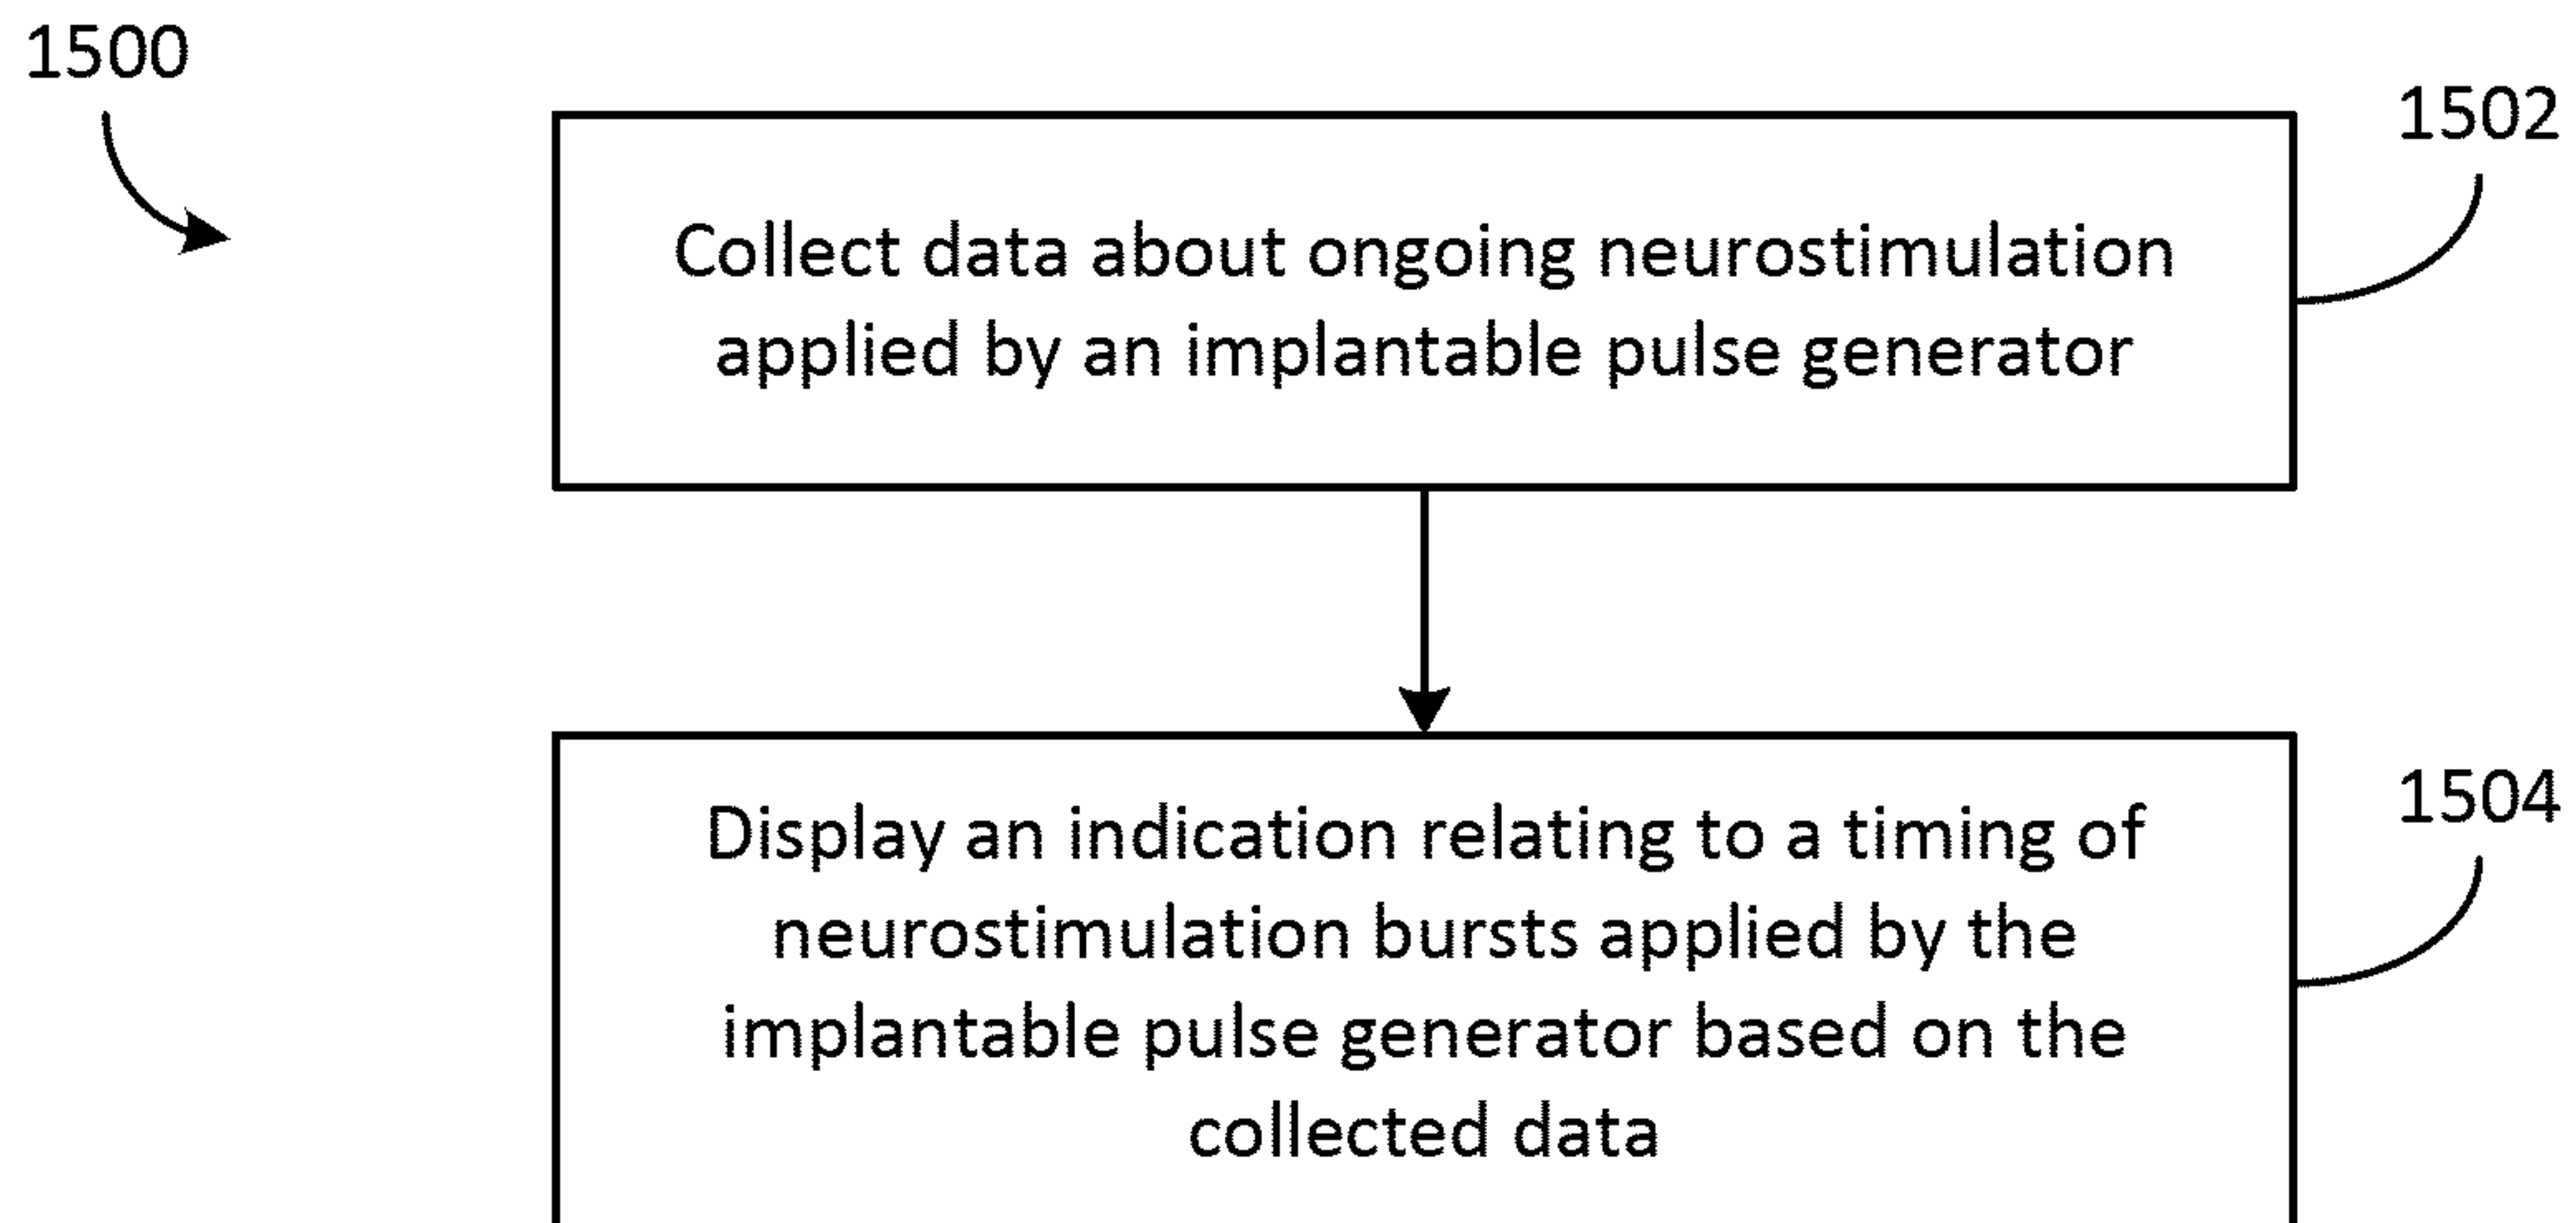 1500
1502
Collect data about ongoing neurostimulation
applied by an implantable pulse generator
1504
Display an indication relating to a timing of
neurostimulation bursts applied by the
implantable pulse generator based on the
collected data